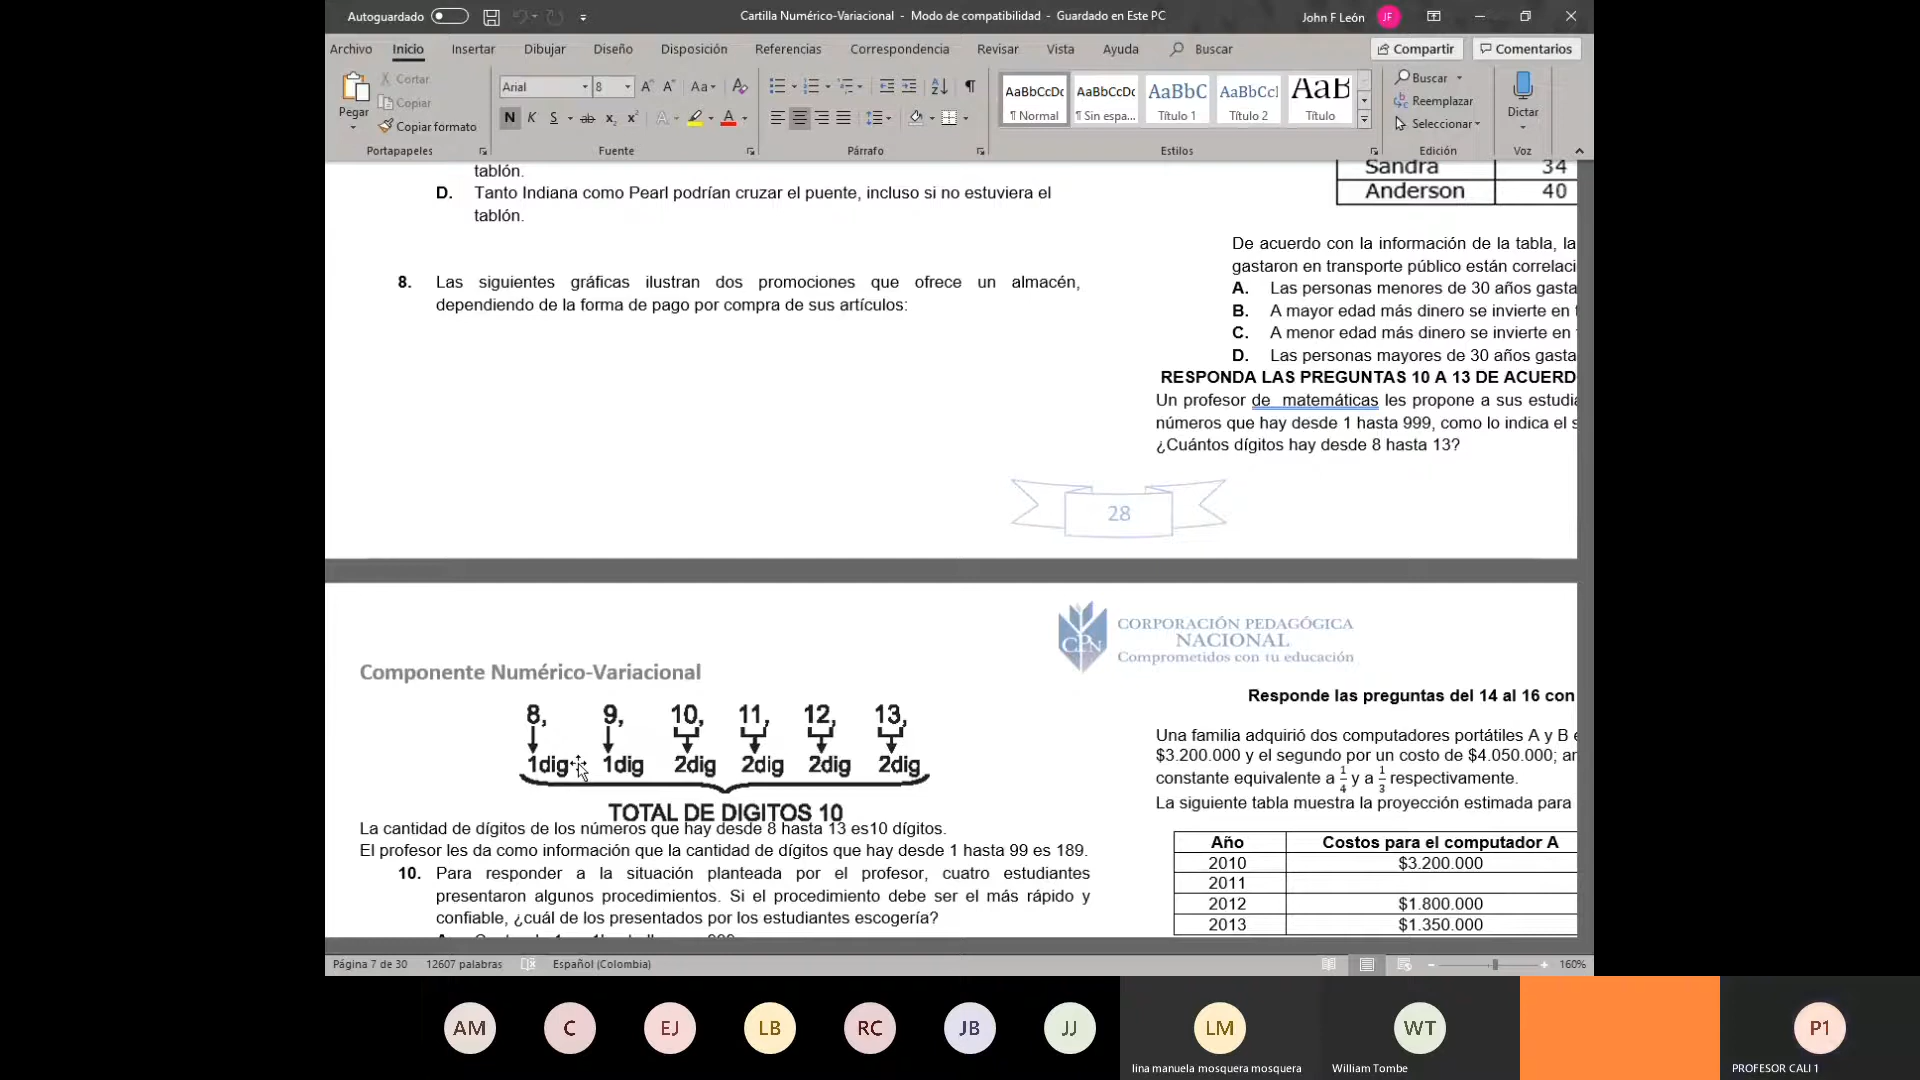 Autoguardado
Cartilla Numérico-Variacional - Modo de compatibilidad - Guardado en Este PC
John F León JF
Archivo Inicio Insertar Dibujar Diseño Disposición Referencias Correspondencia Revisar Vista Ayuda Buscar Compartir Comentarios
Pegar
Cortar
Copiar
Copiar formato
Portapapeles
Arial 8
N K S ab x₂ x²
Fuente
Párrafo
AaBbCcDc AaBbCcDc AaBbC AaBbCcI AaB
¶ Normal ¶ Sin espa... Título 1 Título 2 Título
Estilos
Buscar
Reemplazar
Seleccionar
Edición
Dictar
Voz
tablón.
D. Tanto Indiana como Pearl podrían cruzar el puente, incluso si no estuviera el
tablón.
8. Las siguientes gráficas ilustran dos promociones que ofrece un almacén,
dependiendo de la forma de pago por compra de sus artículos:
Sandra 34
Anderson 40
De acuerdo con la información de la tabla, la
gastaron en transporte público están correlaci
A. Las personas menores de 30 años gasta
B. A mayor edad más dinero se invierte en
C. A menor edad más dinero se invierte en
D. Las personas mayores de 30 años gasta
RESPONDA LAS PREGUNTAS 10 A 13 DE ACUERD
Un profesor de matemáticas les propone a sus estudia
números que hay desde 1 hasta 999, como lo indica el s
¿Cuántos dígitos hay desde 8 hasta 13?
28
CORPORACIÓN PEDAGÓGICA
NACIONAL
Comprometidos con tu educación
CPN
Componente Numérico-Variacional
8, 9, 10, 11, 12, 13,
1dig 1dig 2dig 2dig 2dig 2dig
TOTAL DE DIGITOS 10
La cantidad de dígitos de los números que hay desde 8 hasta 13 es10 dígitos.
El profesor les da como información que la cantidad de dígitos que hay desde 1 hasta 99 es 189.
10. Para responder a la situación planteada por el profesor, cuatro estudiantes
presentaron algunos procedimientos. Si el procedimiento debe ser el más rápido y
confiable, ¿cuál de los presentados por los estudiantes escogería?
Responde las preguntas del 14 al 16 con
Una familia adquirió dos computadores portátiles A y B
$3.200.000 y el segundo por un costo de $4.050.000; 
constante equivalente a 1/4 y a 1/3 respectivamente.
La siguiente tabla muestra la proyección estimada para
Año Costos para el computador A
2010 $3.200.000
2011
2012 $1.800.000
2013 $1.350.000
Página 7 de 30 12607 palabras Español (Colombia) 160%
AM C EJ LB RC JB JJ LM WT P1
lina manuela mosquera mosquera William Tombe PROFESOR CALI 1